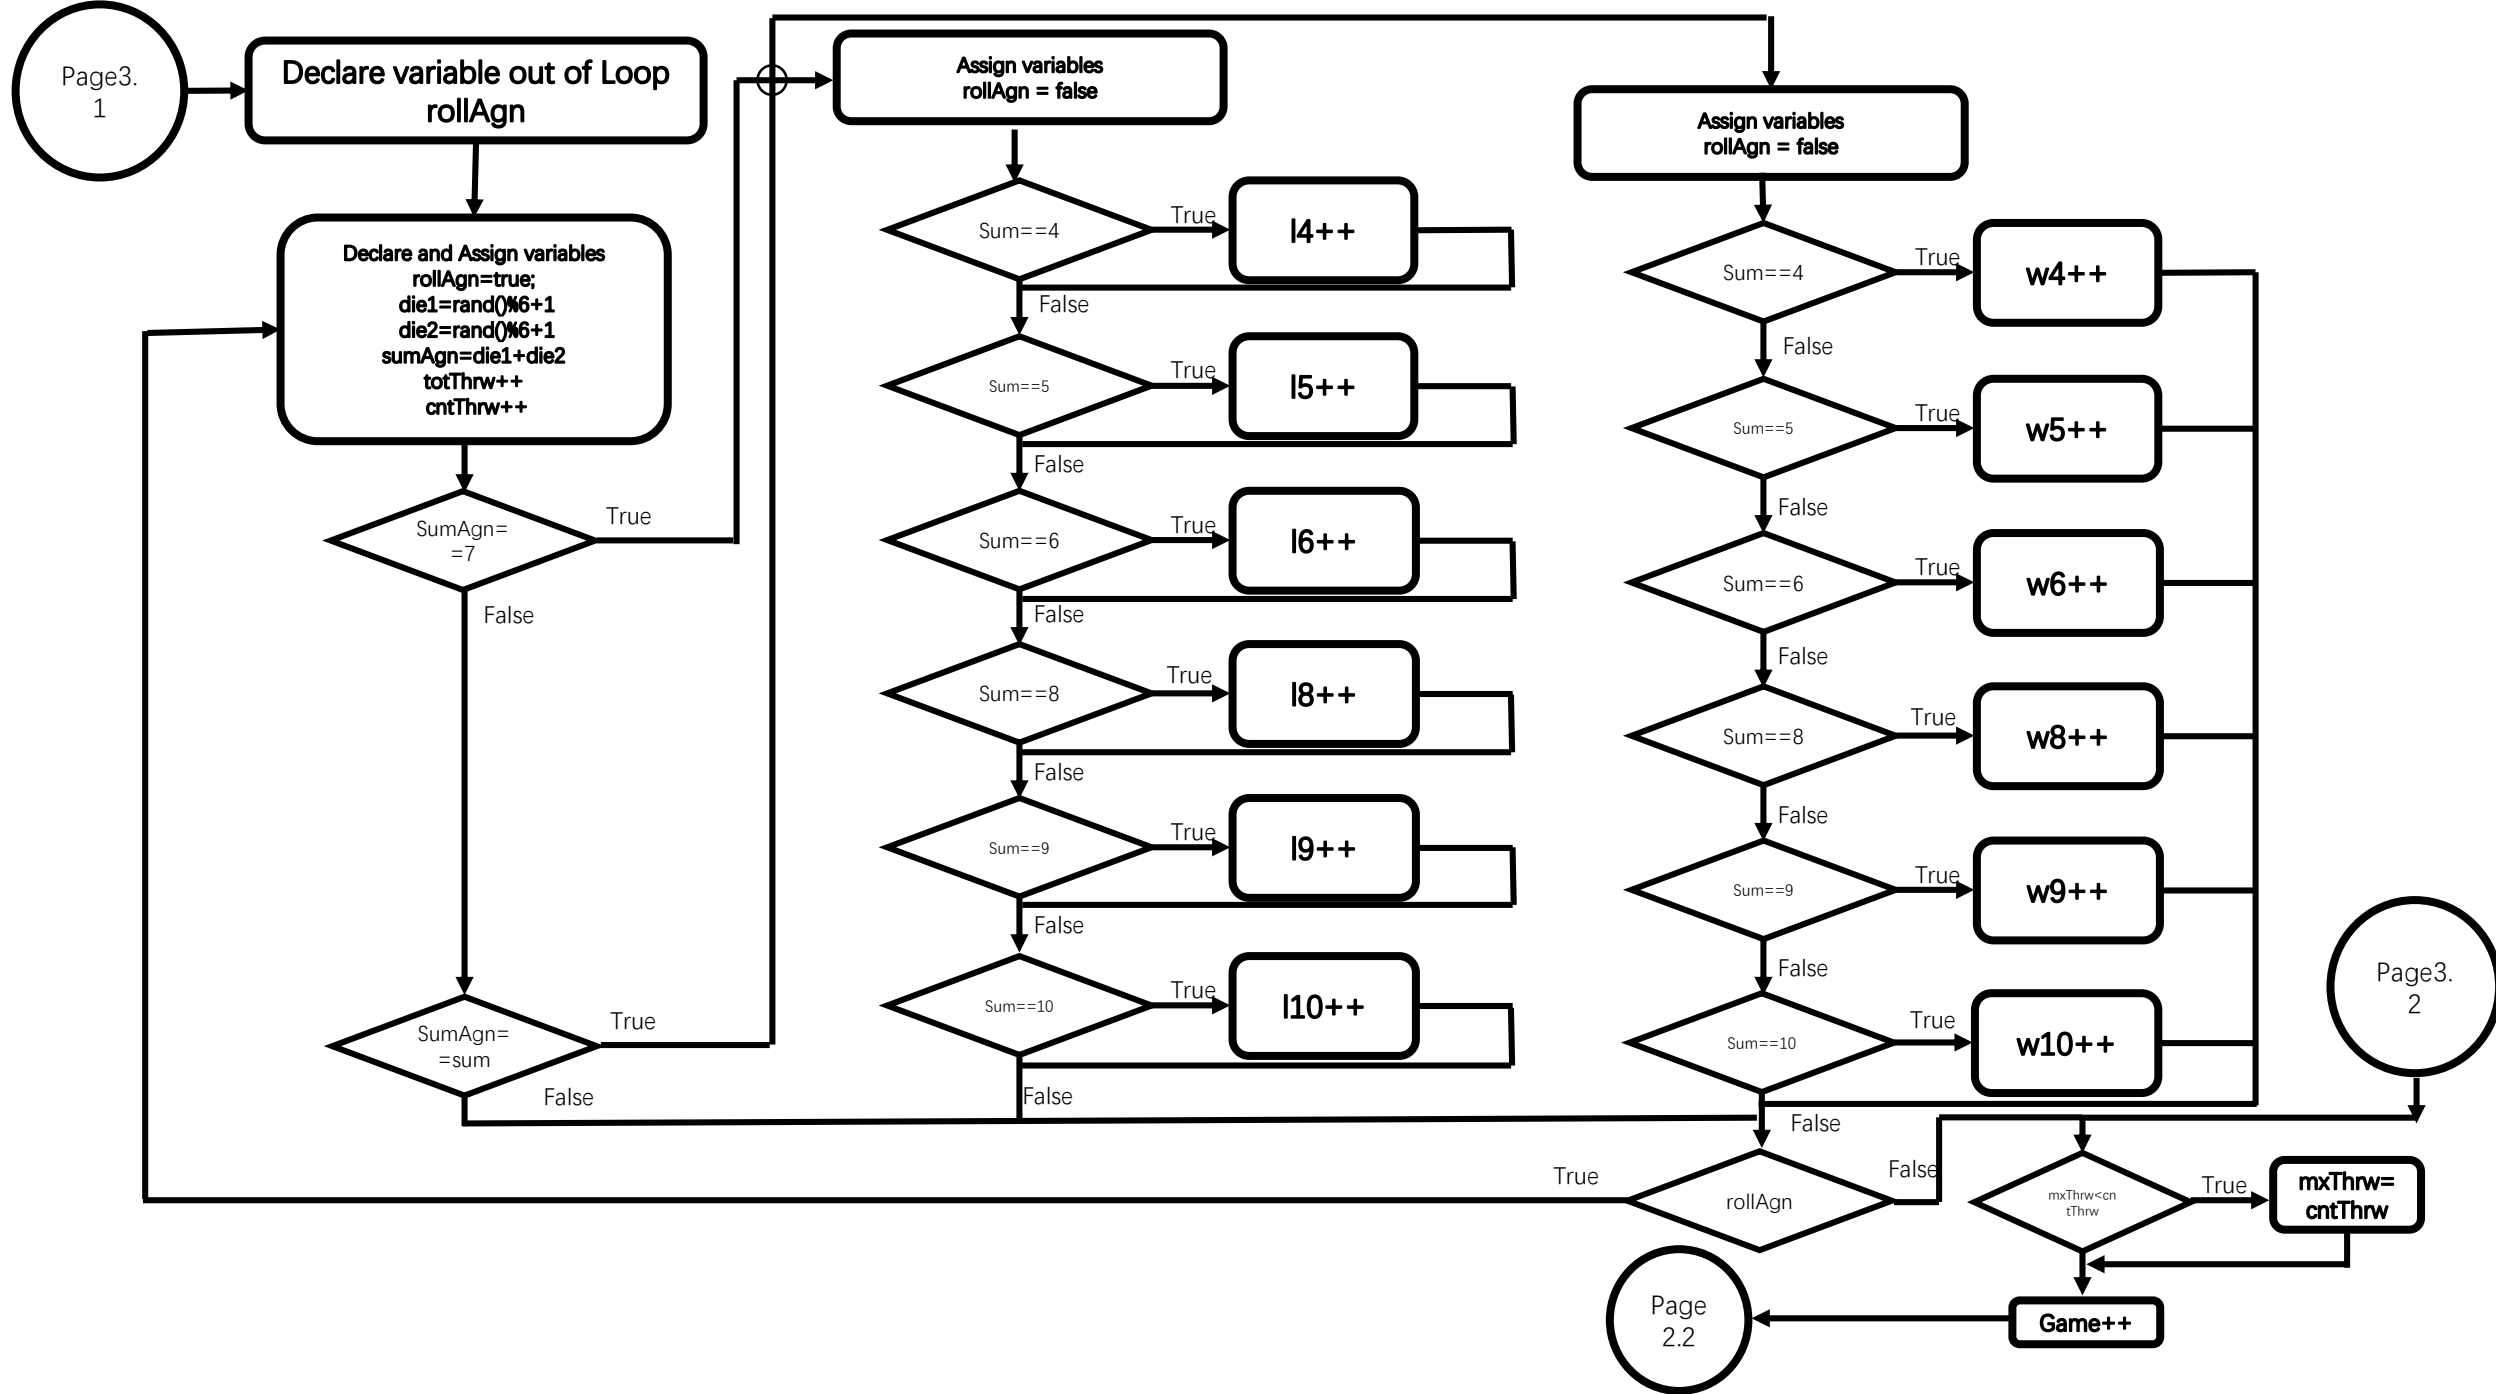 Page3.
1
Declare variable out of Loop
rollAgn
Declare and Assign variables
rollAgn=true;
die1=rand()%6+1
die2=rand()%6+1
sumAgn=die1+die2
totThrw++
cntThrw++
SumAgn=
=7
True
False
SumAgn=
=sum
True
False
Assign variables
rollAgn = false
Sum==4
True
l4++
False
Sum==5
True
l5++
False
Sum==6
True
l6++
False
Sum==8
True
l8++
False
Sum==9
True
l9++
False
Sum==10
True
l10++
False
Assign variables
rollAgn = false
Sum==4
True
w4++
False
Sum==5
True
w5++
False
Sum==6
True
w6++
False
Sum==8
True
w8++
False
Sum==9
True
w9++
False
Sum==10
True
w10++
False
rollAgn
True
False
Page3.
2
mxThrw<cn
tThrw
True
mxThrw=
cntThrw
Game++
Page
2.2